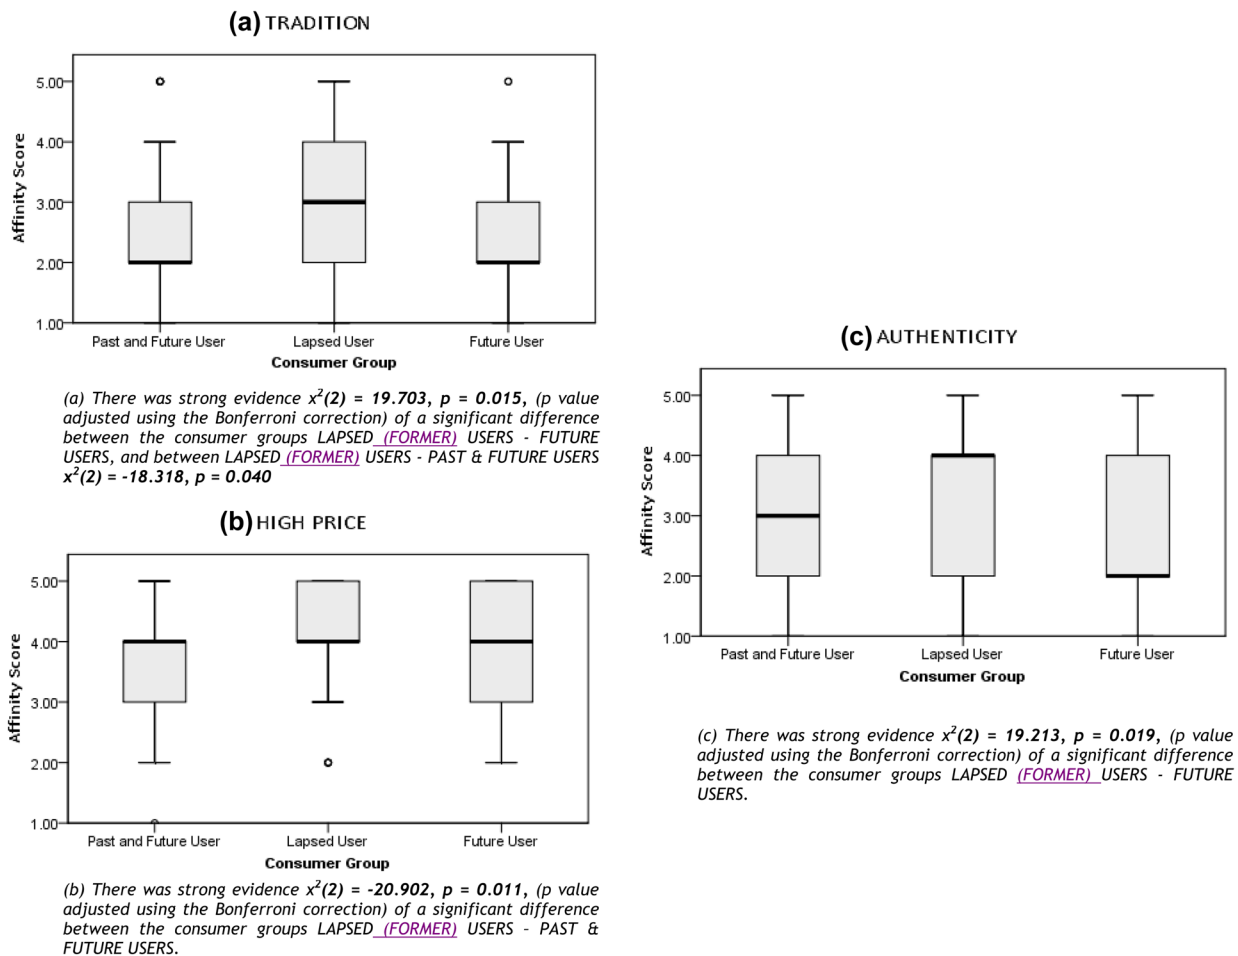 (a) TRADITION
5.00
4.00
3.00
2.00
1.00
Affinity Score
Past and Future User
Lapsed User
Future User
Consumer Group
(a) There was strong evidence x²(2) = 19.703, p = 0.015, (p value
adjusted using the Bonferroni correction) of a significant difference
between the consumer groups LAPSED (FORMER) USERS - FUTURE
USERS, and between LAPSED (FORMER) USERS - PAST & FUTURE USERS
x²(2) = -18.318, p = 0.040
(b) HIGH PRICE
5.00
4.00
3.00
2.00
1.00
Affinity Score
Past and Future User
Lapsed User
Future User
Consumer Group
(b) There was strong evidence x²(2) = -20.902, p = 0.011, (p value
adjusted using the Bonferroni correction) of a significant difference
between the consumer groups LAPSED (FORMER) USERS - PAST &
FUTURE USERS.
(c) AUTHENTICITY
5.00
4.00
3.00
2.00
1.00
Affinity Score
Past and Future User
Lapsed User
Future User
Consumer Group
(c) There was strong evidence x²(2) = 19.213, p = 0.019, (p value
adjusted using the Bonferroni correction) of a significant difference
between the consumer groups LAPSED (FORMER) USERS - FUTURE
USERS.